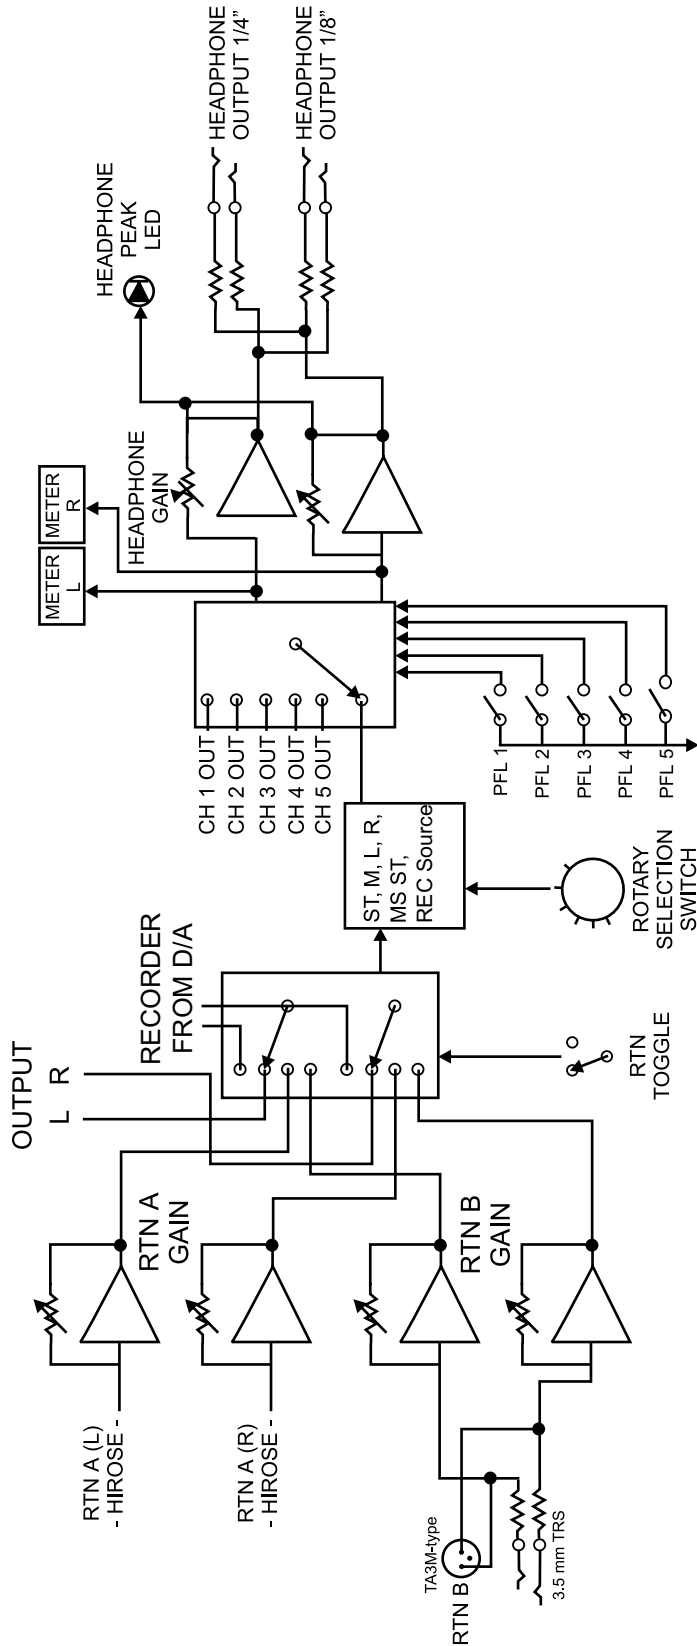 RTN A (L)
- HIROSE -
RTN A (R)
- HIROSE -
TA3M-type
RTN B
3.5 mm TRS
RTN A
GAIN
RTN B
GAIN
OUTPUT
L R
RECORDER
FROM D/A
RTN
TOGGLE
ST, M, L, R,
MS ST,
REC Source
ROTARY
SELECTION
SWITCH
CH 1 OUT
CH 2 OUT
CH 3 OUT
CH 4 OUT
CH 5 OUT
PFL 1
PFL 2
PFL 3
PFL 4
PFL 5
METER
L
METER
R
HEADPHONE
GAIN
HEADPHONE
PEAK
LED
HEADPHONE
OUTPUT 1/4"
HEADPHONE
OUTPUT 1/8"